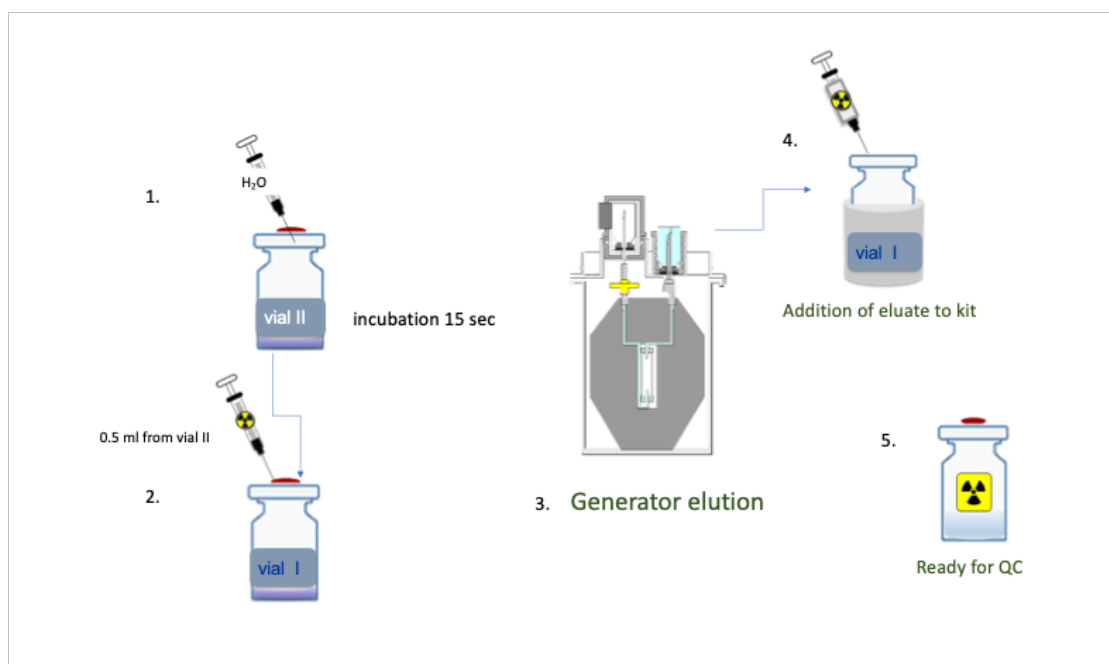 1.
H₂O
vial II
incubation 15 sec
0.5 ml from vial II
2.
vial I
3. Generator elution
4.
vial I
Addition of eluate to kit
5.
Ready for QC